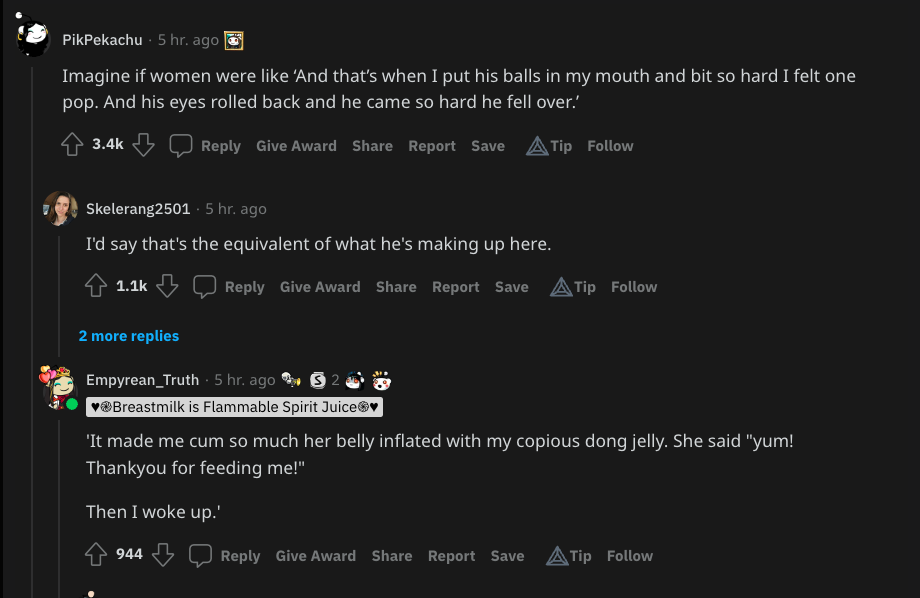 PikPekachu · 5 hr. ago
Imagine if women were like ‘And that’s when I put his balls in my mouth and bit so hard I felt one
pop. And his eyes rolled back and he came so hard he fell over.’
3.4k Reply Give Award Share Report Save Tip Follow
Skelerang2501 · 5 hr. ago
I'd say that's the equivalent of what he's making up here.
1.1k Reply Give Award Share Report Save Tip Follow
2 more replies
Empyrean_Truth · 5 hr. ago S 2
♥֍Breastmilk is Flammable Spirit Juice֍♥
'It made me cum so much her belly inflated with my copious dong jelly. She said "yum!
Thankyou for feeding me!"
Then I woke up.'
944 Reply Give Award Share Report Save Tip Follow